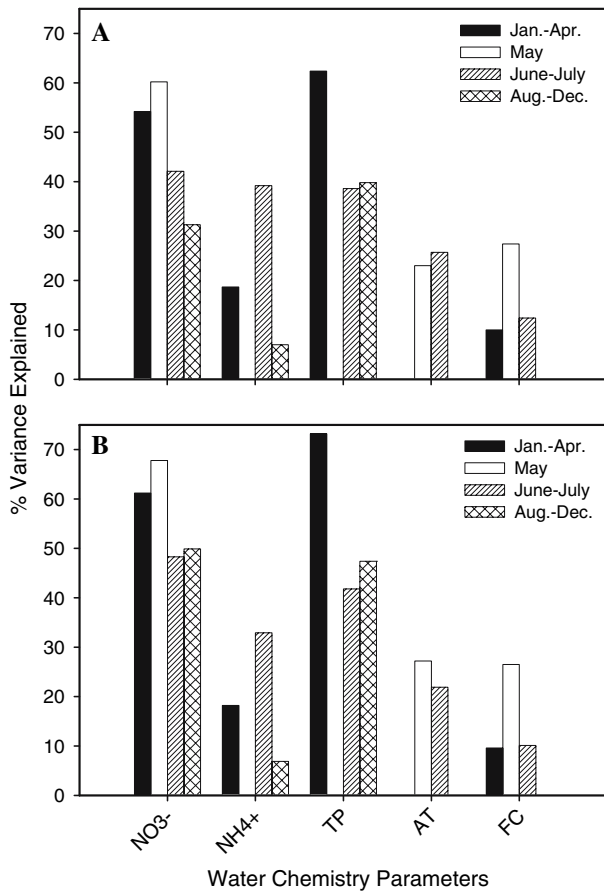 A
Jan.-Apr.
May
June-July
Aug.-Dec.
70
60
50
40
30
20
10
0
% Variance Explained
B
Jan.-Apr.
May
June-July
Aug.-Dec.
70
60
50
40
30
20
10
0
NO3-
NH4+
TP
AT
FC
Water Chemistry Parameters